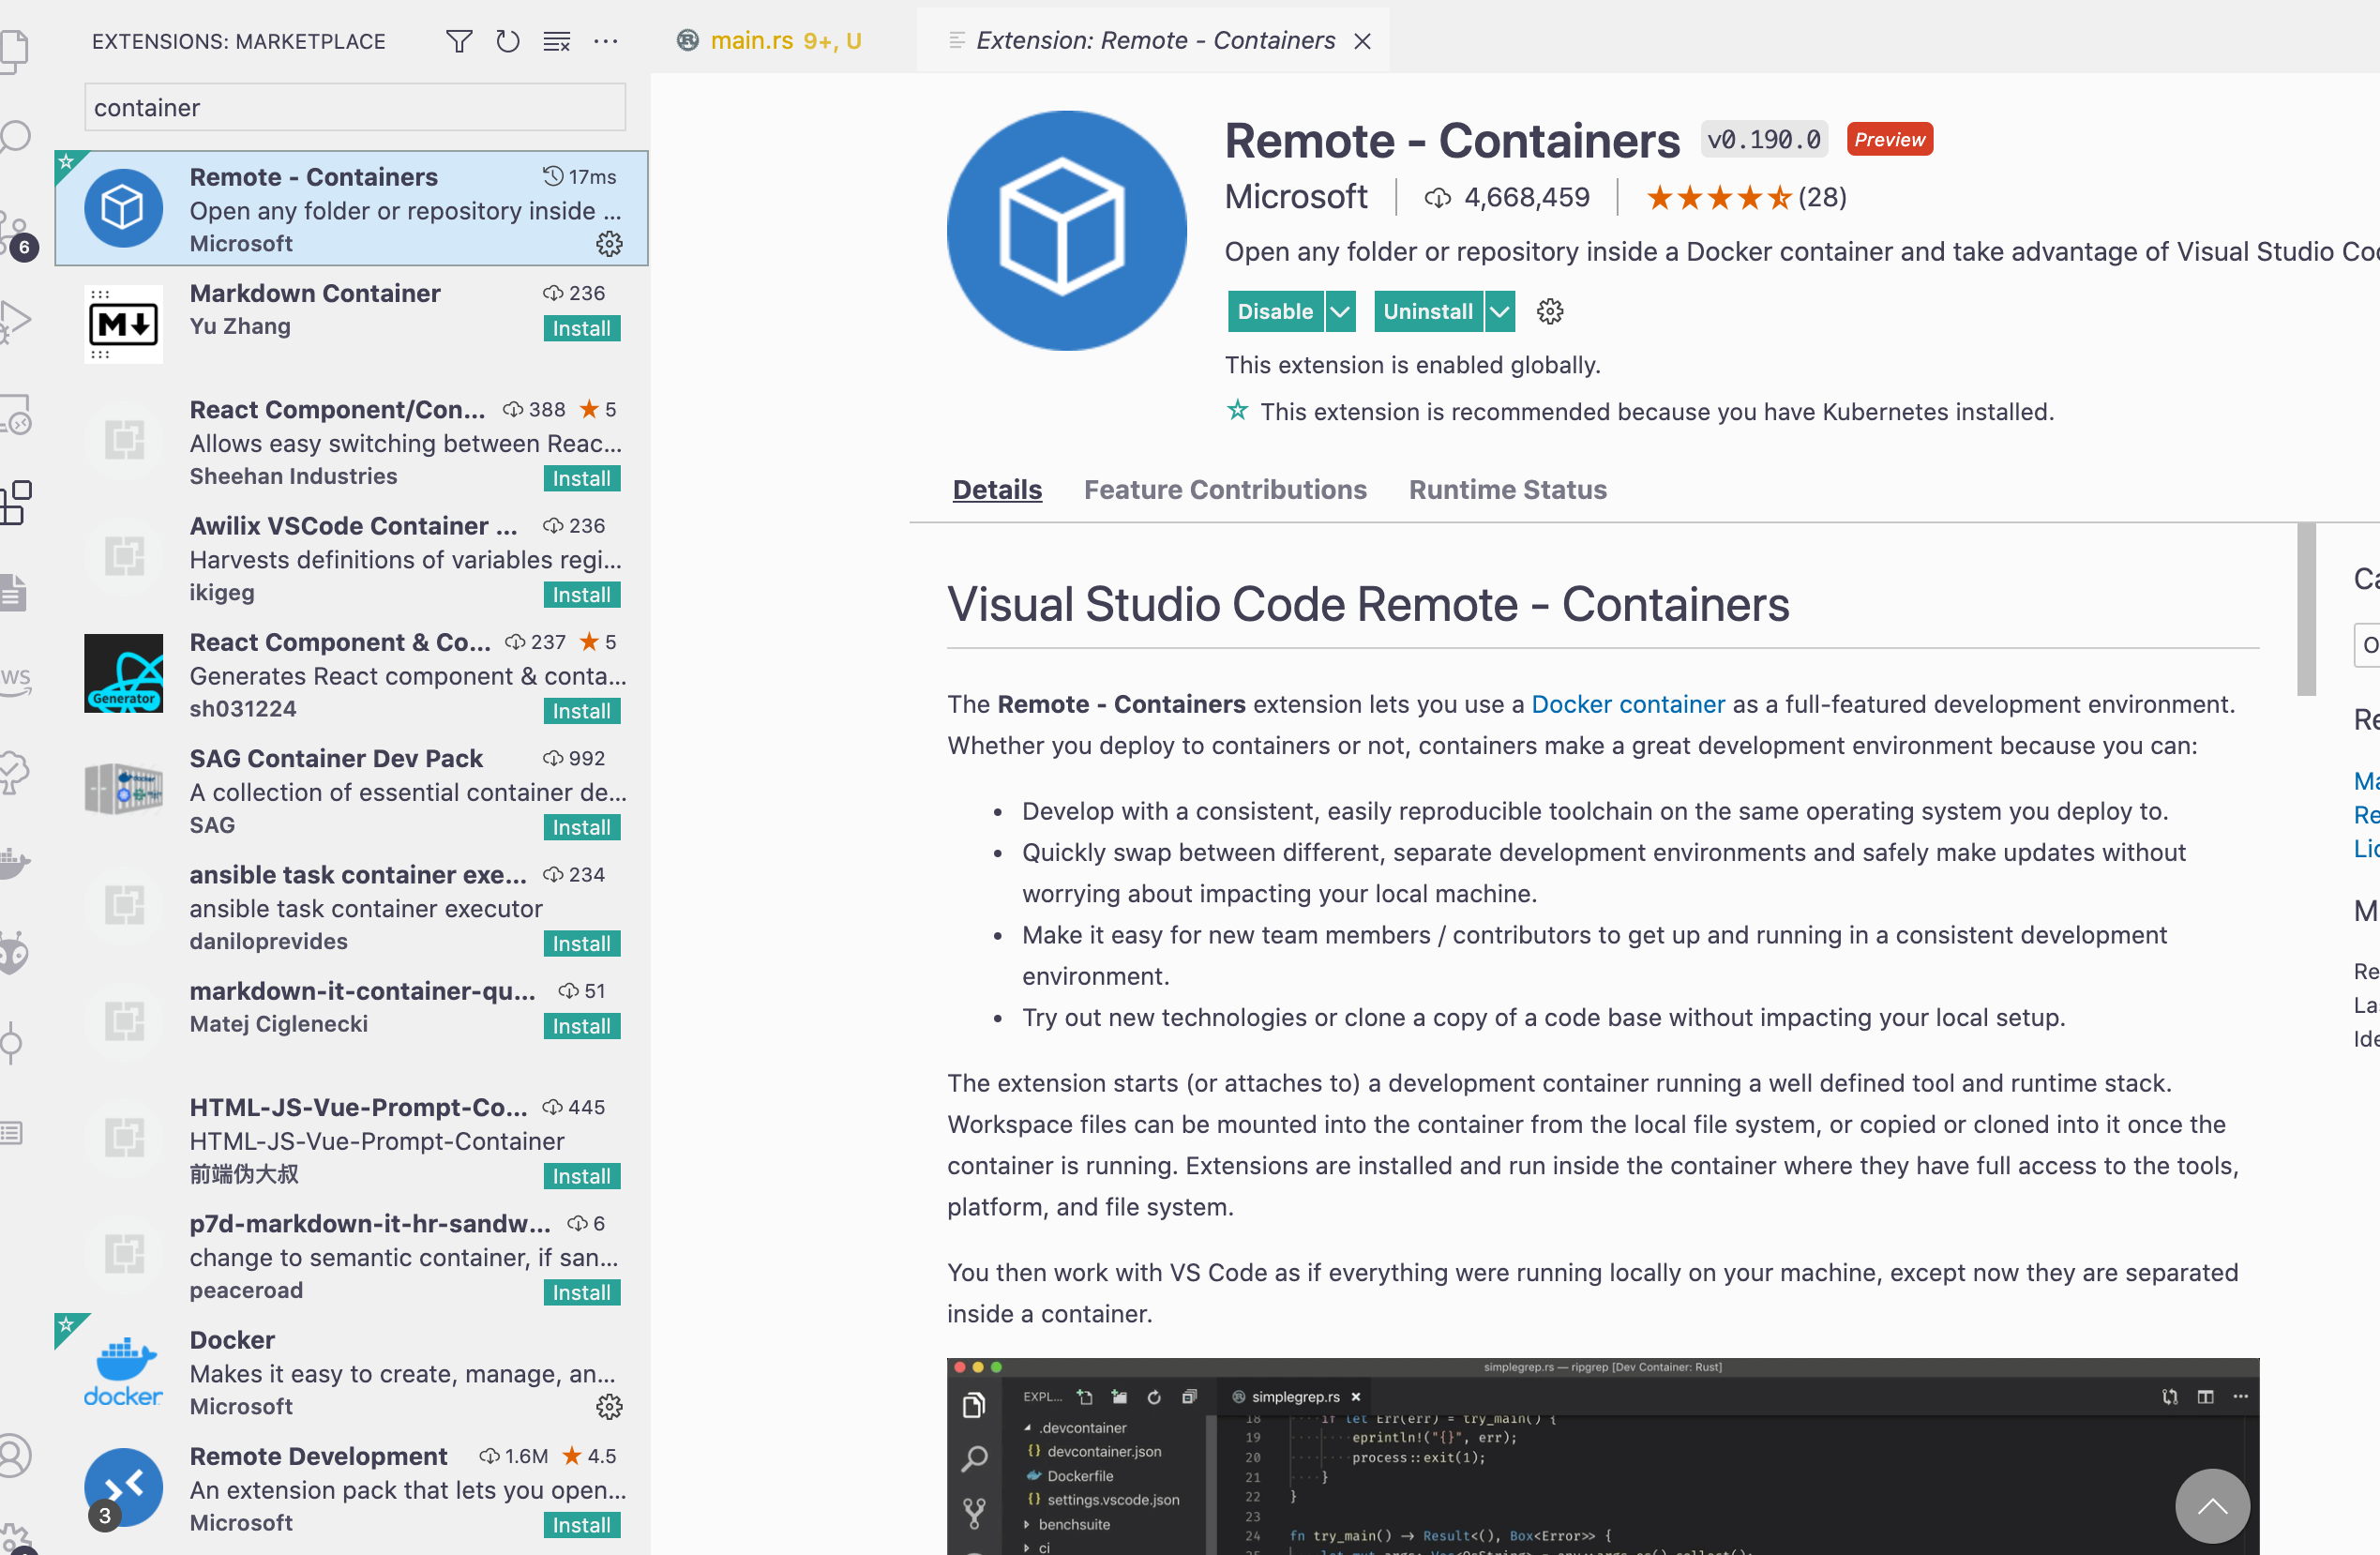 EXTENSIONS: MARKETPLACE
container
Remote - Containers 17ms
Open any folder or repository inside ...
Microsoft
Markdown Container 236
Yu Zhang Install
React Component/Con... 388 ★ 5
Allows easy switching between Reac...
Sheehan Industries Install
Awilix VSCode Container ... 236
Harvests definitions of variables regi...
ikigeg Install
React Component & Co... 237 ★ 5
Generates React component & conta...
sh031224 Install
SAG Container Dev Pack 992
A collection of essential container de...
SAG Install
ansible task container exe... 234
ansible task container executor
daniloprevides Install
markdown-it-container-qu... 51
Matej Ciglenecki Install
HTML-JS-Vue-Prompt-Co... 445
HTML-JS-Vue-Prompt-Container
前端伪大叔 Install
p7d-markdown-it-hr-sandw... 6
change to semantic container, if san...
peaceroad Install
Docker
Makes it easy to create, manage, an...
Microsoft
Remote Development 1.6M ★ 4.5
An extension pack that lets you open...
Microsoft Install
6
M
Generator
docker
3
main.rs 9+, U
Extension: Remote - Containers
Remote - Containers v0.190.0 Preview
Microsoft 4,668,459 (28)
Open any folder or repository inside a Docker container and take advantage of Visual Studio
Disable Uninstall
This extension is enabled globally.
This extension is recommended because you have Kubernetes installed.
Details Feature Contributions Runtime Status
Visual Studio Code Remote - Containers
The Remote - Containers extension lets you use a Docker container as a full-featured development environment.
Whether you deploy to containers or not, containers make a great development environment because you can:
• Develop with a consistent, easily reproducible toolchain on the same operating system you deploy to.
• Quickly swap between different, separate development environments and safely make updates without
worrying about impacting your local machine.
• Make it easy for new team members / contributors to get up and running in a consistent development
environment.
• Try out new technologies or clone a copy of a code base without impacting your local setup.
The extension starts (or attaches to) a development container running a well defined tool and runtime stack.
Workspace files can be mounted into the container from the local file system, or copied or cloned into it once the
container is running. Extensions are installed and run inside the container where they have full access to the tools,
platform, and file system.
You then work with VS Code as if everything were running locally on your machine, except now they are separated
inside a container.
simplegrep.rs — ripgrep [Dev Container: Rust]
EXPL...
.devcontainer
{} devcontainer.json
Dockerfile
{} settings.vscode.json
benchsuite
ci
simplegrep.rs
18 if let Err(err) = try_main() {
19 eprintln!("{}", err);
20 process::exit(1);
21 }
22 }
23
24 fn try_main() → Result<(), Box<Error>> {